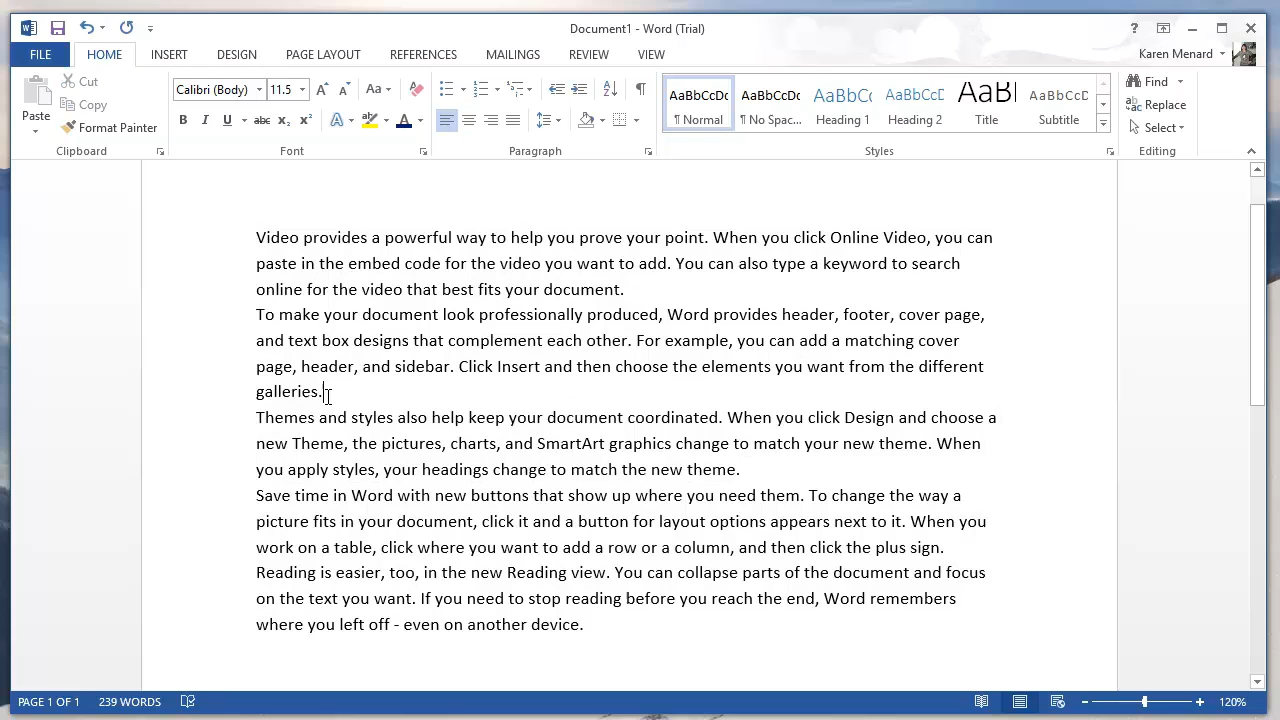 Document1 - Word (Trial)
?
FILE HOME INSERT DESIGN PAGE LAYOUT REFERENCES MAILINGS REVIEW VIEW Karen Menard
Paste Cut
Copy
Format Painter
Clipboard
Calibri (Body) 11.5 A A Aa
B I U abc x₂ x² A ab A
Font
Paragraph
AaBbCcDc ¶ Normal
AaBbCcDc ¶ No Spac...
AaBbCc Heading 1
AaBbCcD Heading 2
AaB Title
AaBbCcD Subtitle
Styles
Find
Replace
Select
Editing
Video provides a powerful way to help you prove your point. When you click Online Video, you can
paste in the embed code for the video you want to add. You can also type a keyword to search
online for the video that best fits your document.
To make your document look professionally produced, Word provides header, footer, cover page,
and text box designs that complement each other. For example, you can add a matching cover
page, header, and sidebar. Click Insert and then choose the elements you want from the different
galleries.
Themes and styles also help keep your document coordinated. When you click Design and choose a
new Theme, the pictures, charts, and SmartArt graphics change to match your new theme. When
you apply styles, your headings change to match the new theme.
Save time in Word with new buttons that show up where you need them. To change the way a
picture fits in your document, click it and a button for layout options appears next to it. When you
work on a table, click where you want to add a row or a column, and then click the plus sign.
Reading is easier, too, in the new Reading view. You can collapse parts of the document and focus
on the text you want. If you need to stop reading before you reach the end, Word remembers
where you left off - even on another device.
PAGE 1 OF 1 239 WORDS 120%